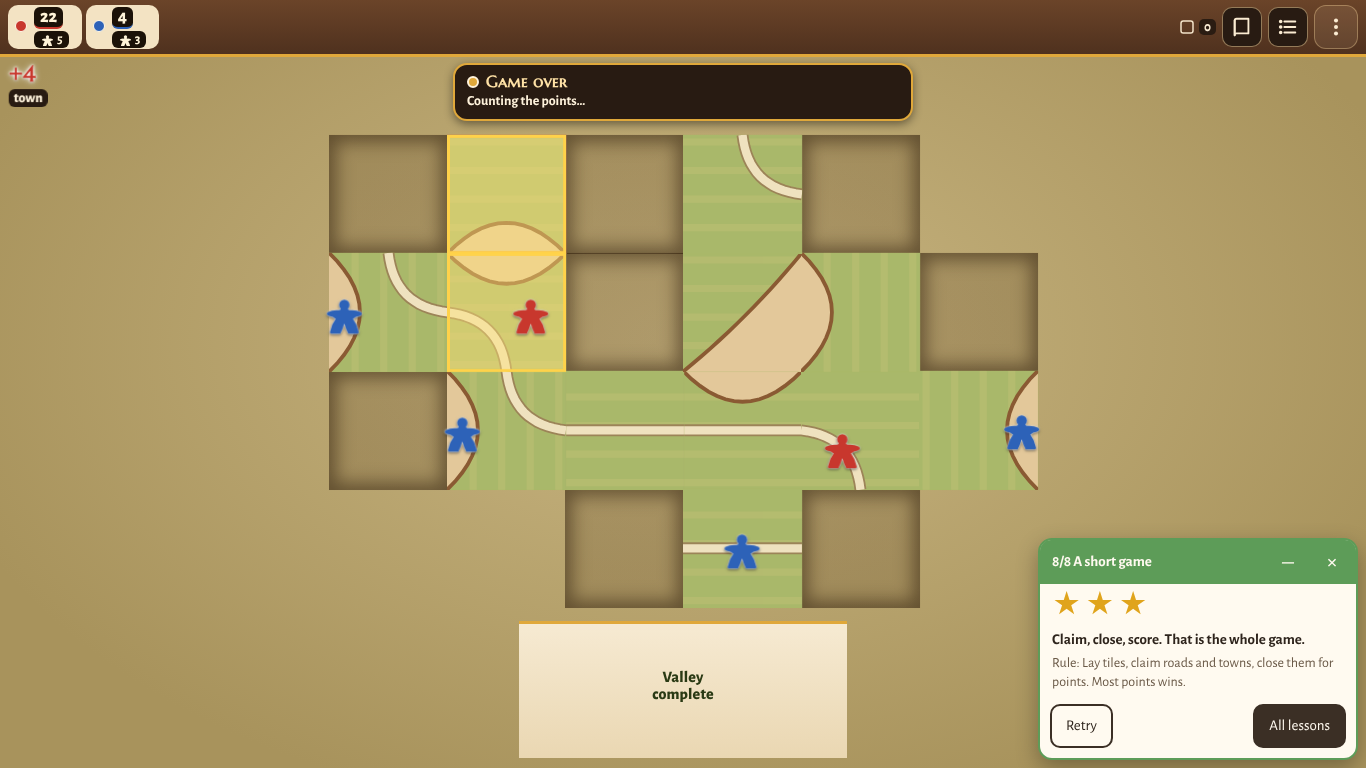 22
5
4
3
0
+4
town
Game over
Counting the points...
8/8 A short game
Claim, close, score. That is the whole game.
Rule: Lay tiles, claim roads and towns, close them for
points. Most points wins.
Retry
All lessons
Valley
complete